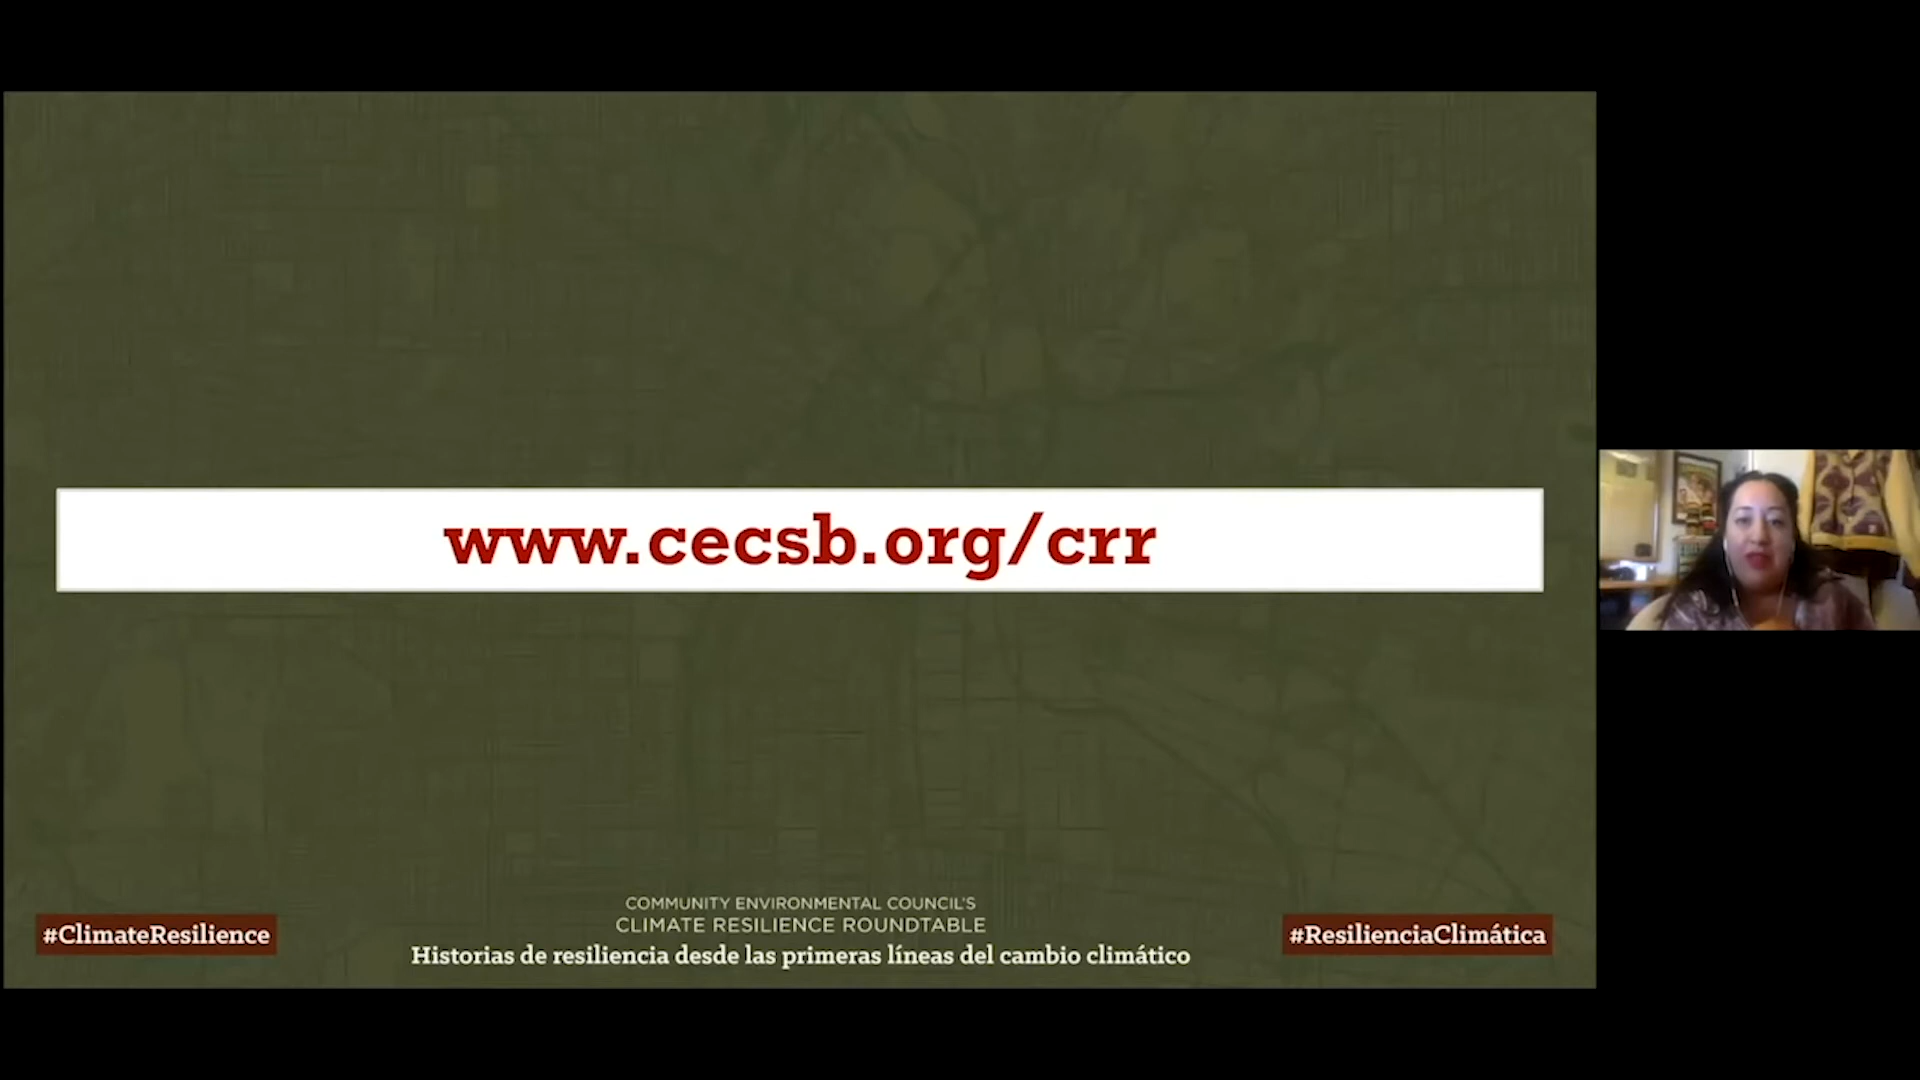 www.cecsb.org/crr
COMMUNITY ENVIRONMENTAL COUNCIL'S
CLIMATE RESILIENCE ROUNDTABLE
Historias de resiliencia desde las primeras líneas del cambio climático
#ClimateResilience
#ResilienciaClimática